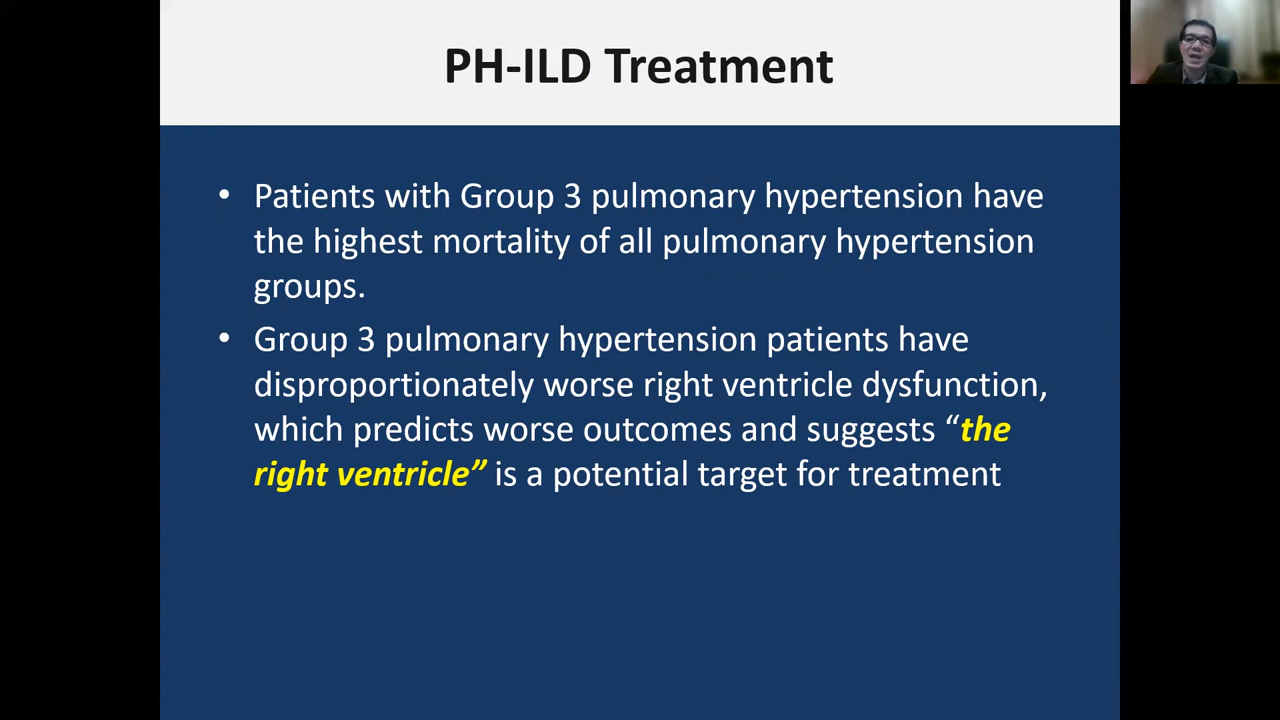 PH-ILD Treatment
• Patients with Group 3 pulmonary hypertension have
the highest mortality of all pulmonary hypertension
groups.
• Group 3 pulmonary hypertension patients have
disproportionately worse right ventricle dysfunction,
which predicts worse outcomes and suggests “the
right ventricle” is a potential target for treatment